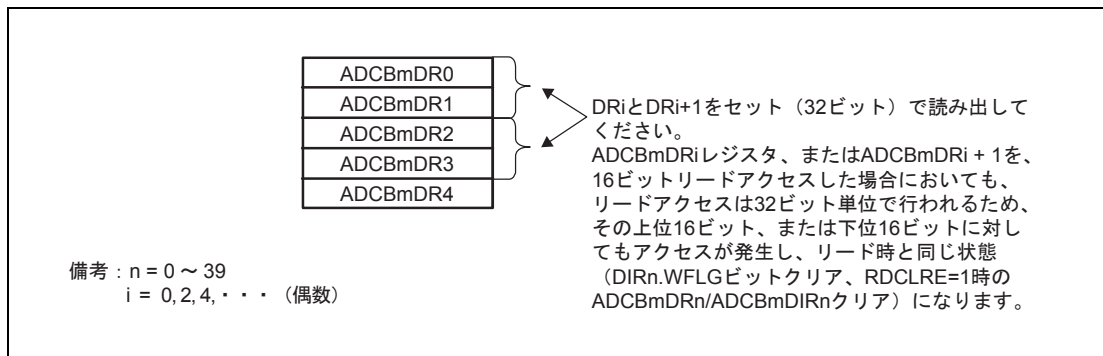 ADCBmDR0
ADCBmDR1
ADCBmDR2
ADCBmDR3
ADCBmDR4
DRiとDRi+1をセット（32ビット）で読み出して
ください。
ADCBmDRiレジスタ、またはADCBmDRi + 1を、
16ビットリードアクセスした場合においても、
リードアクセスは32ビット単位で行われるため、
その上位16ビット、または下位16ビットに対し
てもアクセスが発生し、リード時と同じ状態
（DIRn.WFLGビットクリア、RDCLRE=1時の
ADCBmDRn/ADCBmDIRnクリア）になります。
備考：n = 0 ～ 39
i = 0, 2, 4, ・・・（偶数）